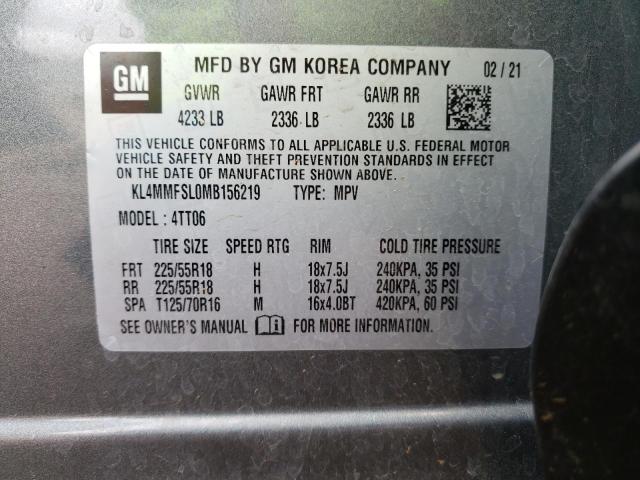 GM MFD BY GM KOREA COMPANY 02 / 21
GVWR GAWR FRT GAWR RR
4233 LB 2336 LB 2336 LB
THIS VEHICLE CONFORMS TO ALL APPLICABLE U.S. FEDERAL MOTOR
VEHICLE SAFETY AND THEFT PREVENTION STANDARDS IN EFFECT
ON THE DATE OF MANUFACTURE SHOWN ABOVE.
KL4MMFSL0MB156219 TYPE: MPV
MODEL : 4TT06
TIRE SIZE SPEED RTG RIM COLD TIRE PRESSURE
FRT 225/55R18 H 18x7.5J 240KPA, 35 PSI
RR 225/55R18 H 18x7.5J 240KPA, 35 PSI
SPA T125/70R16 M 16x4.0BT 420KPA, 60 PSI
SEE OWNER'S MANUAL FOR MORE INFORMATION.